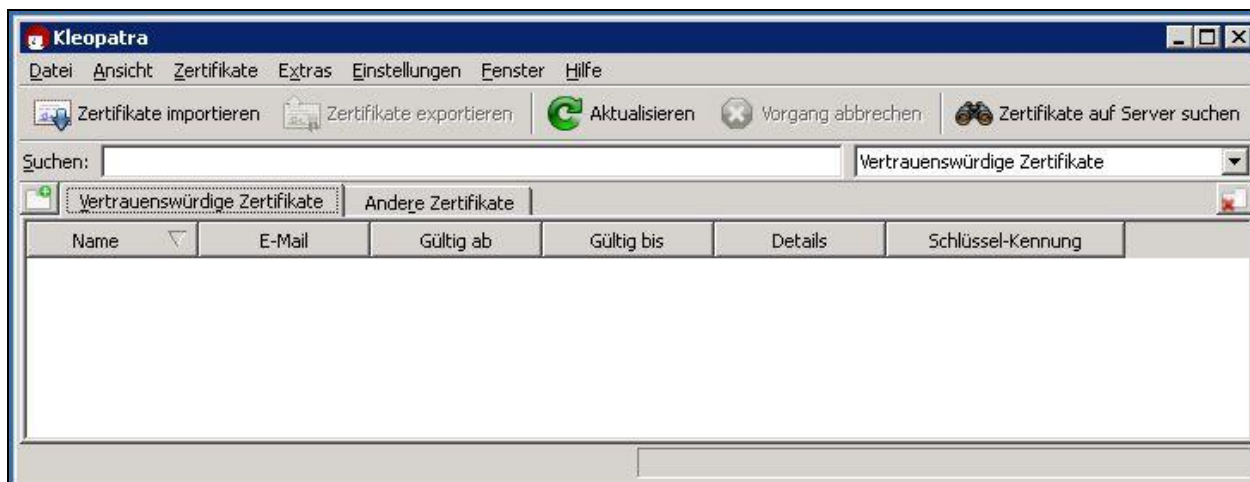 Kleopatra
Datei Ansicht Zertifikate Extras Einstellungen Fenster Hilfe
Zertifikate importieren Zertifikate exportieren Aktualisieren Vorgang abbrechen Zertifikate auf Server suchen
Suchen: Vertrauenswürdige Zertifikate
Vertrauenswürdige Zertifikate Andere Zertifikate
Name E-Mail Gültig ab Gültig bis Details Schlüssel-Kennung